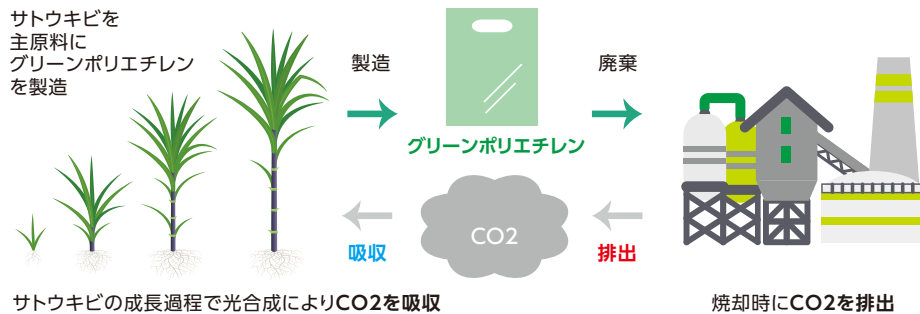 サトウキビを
主原料に
グリーンポリエチレン
を製造
製造
廃棄
グリーンポリエチレン
CO2
吸収
排出
サトウキビの成長過程で光合成によりCO2を吸収
焼却時にCO2を排出